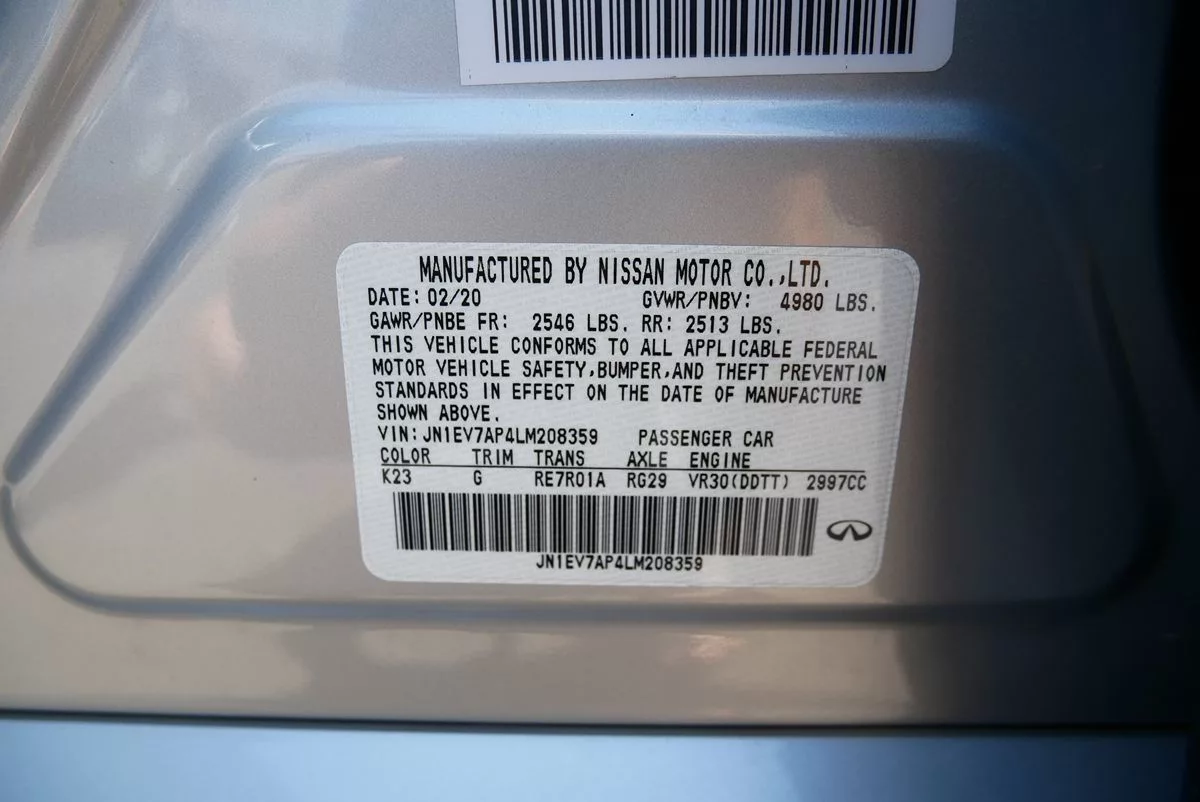 MANUFACTURED BY NISSAN MOTOR CO.,LTD.
DATE: 02/20 GVWR/PNBV: 4980 LBS.
GAWR/PNBE FR: 2546 LBS. RR: 2513 LBS.
THIS VEHICLE CONFORMS TO ALL APPLICABLE FEDERAL
MOTOR VEHICLE SAFETY,BUMPER,AND THEFT PREVENTION
STANDARDS IN EFFECT ON THE DATE OF MANUFACTURE
SHOWN ABOVE.
VIN: JN1EV7AP4LM208359 PASSENGER CAR
COLOR TRIM TRANS AXLE ENGINE
K23 G RE7R01A RG29 VR30(DDTT) 2997CC
JN1EV7AP4LM208359